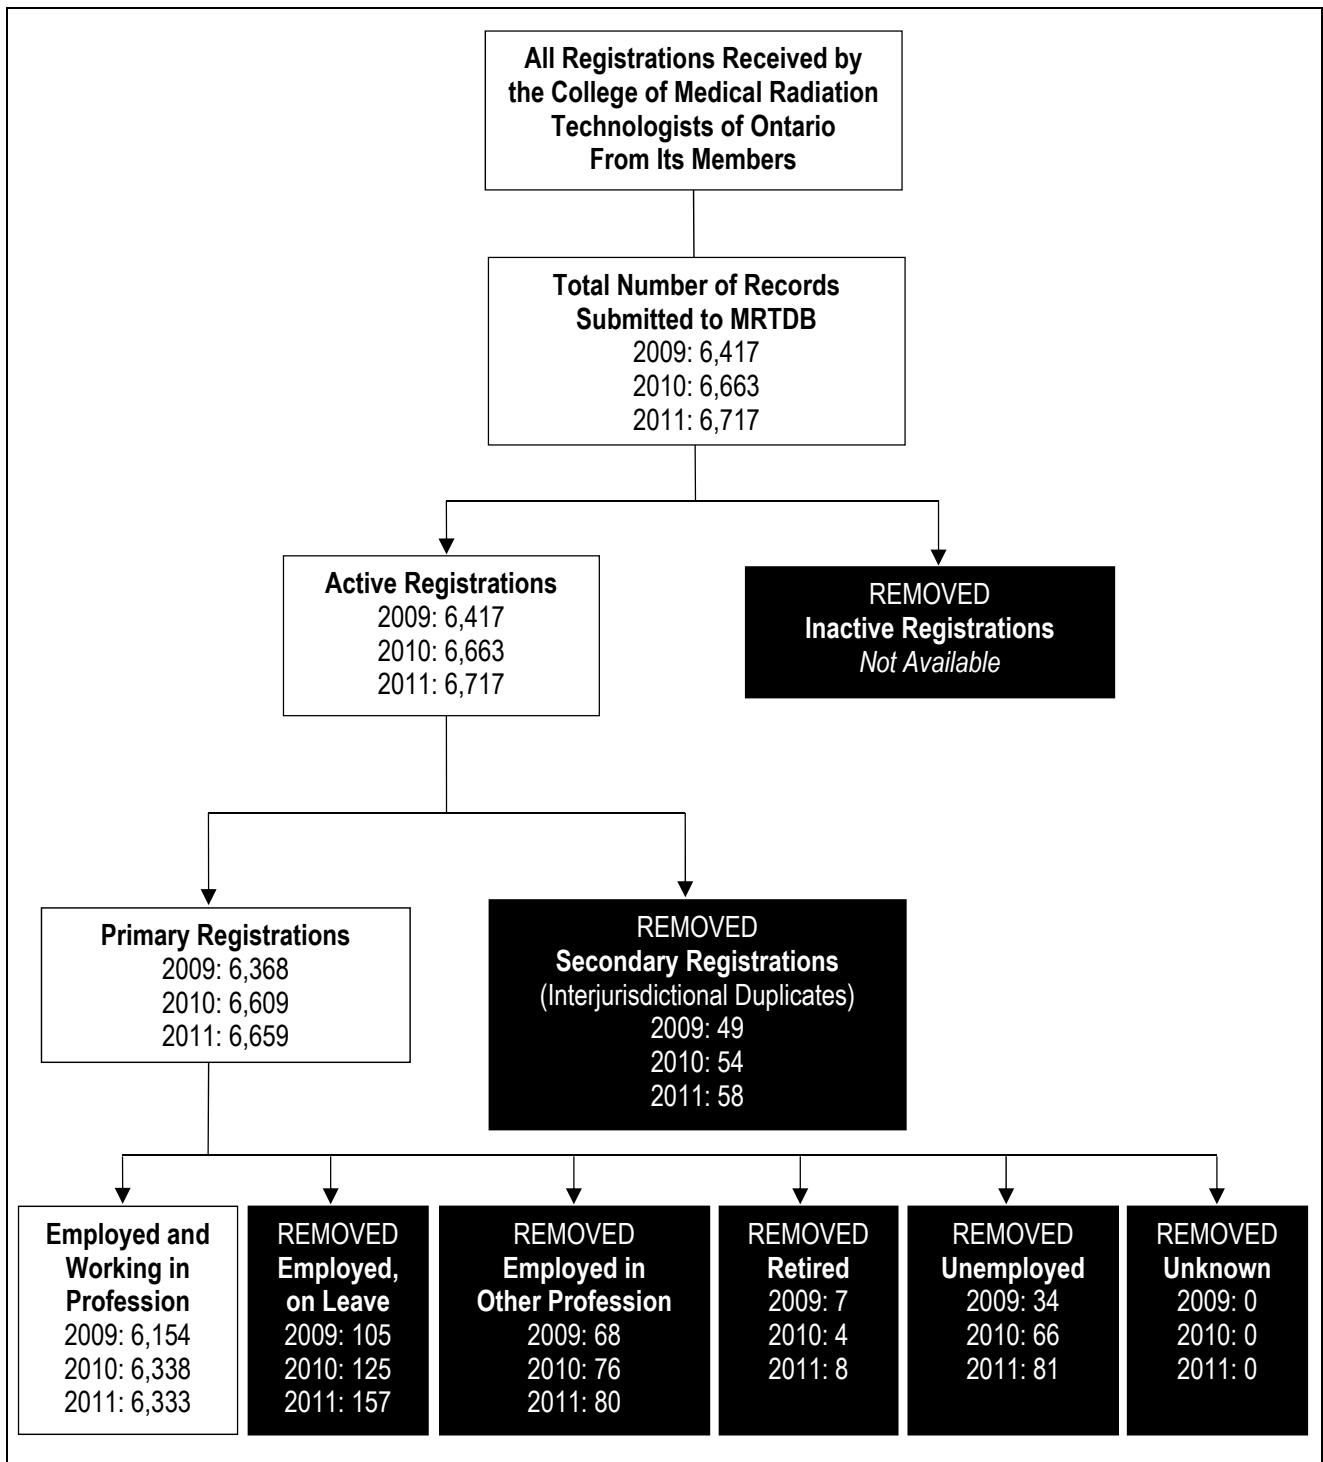 All Registrations Received by
the College of Medical Radiation
Technologists of Ontario
From Its Members
Total Number of Records
Submitted to MRTDB
2009: 6,417
2010: 6,663
2011: 6,717
Active Registrations
2009: 6,417
2010: 6,663
2011: 6,717
REMOVED
Inactive Registrations
Not Available
Primary Registrations
2009: 6,368
2010: 6,609
2011: 6,659
REMOVED
Secondary Registrations
(Interjurisdictional Duplicates)
2009: 49
2010: 54
2011: 58
Employed and
Working in
Profession
2009: 6,154
2010: 6,338
2011: 6,333
REMOVED
Employed,
on Leave
2009: 105
2010: 125
2011: 157
REMOVED
Employed in
Other Profession
2009: 68
2010: 76
2011: 80
REMOVED
Retired
2009: 7
2010: 4
2011: 8
REMOVED
Unemployed
2009: 34
2010: 66
2011: 81
REMOVED
Unknown
2009: 0
2010: 0
2011: 0